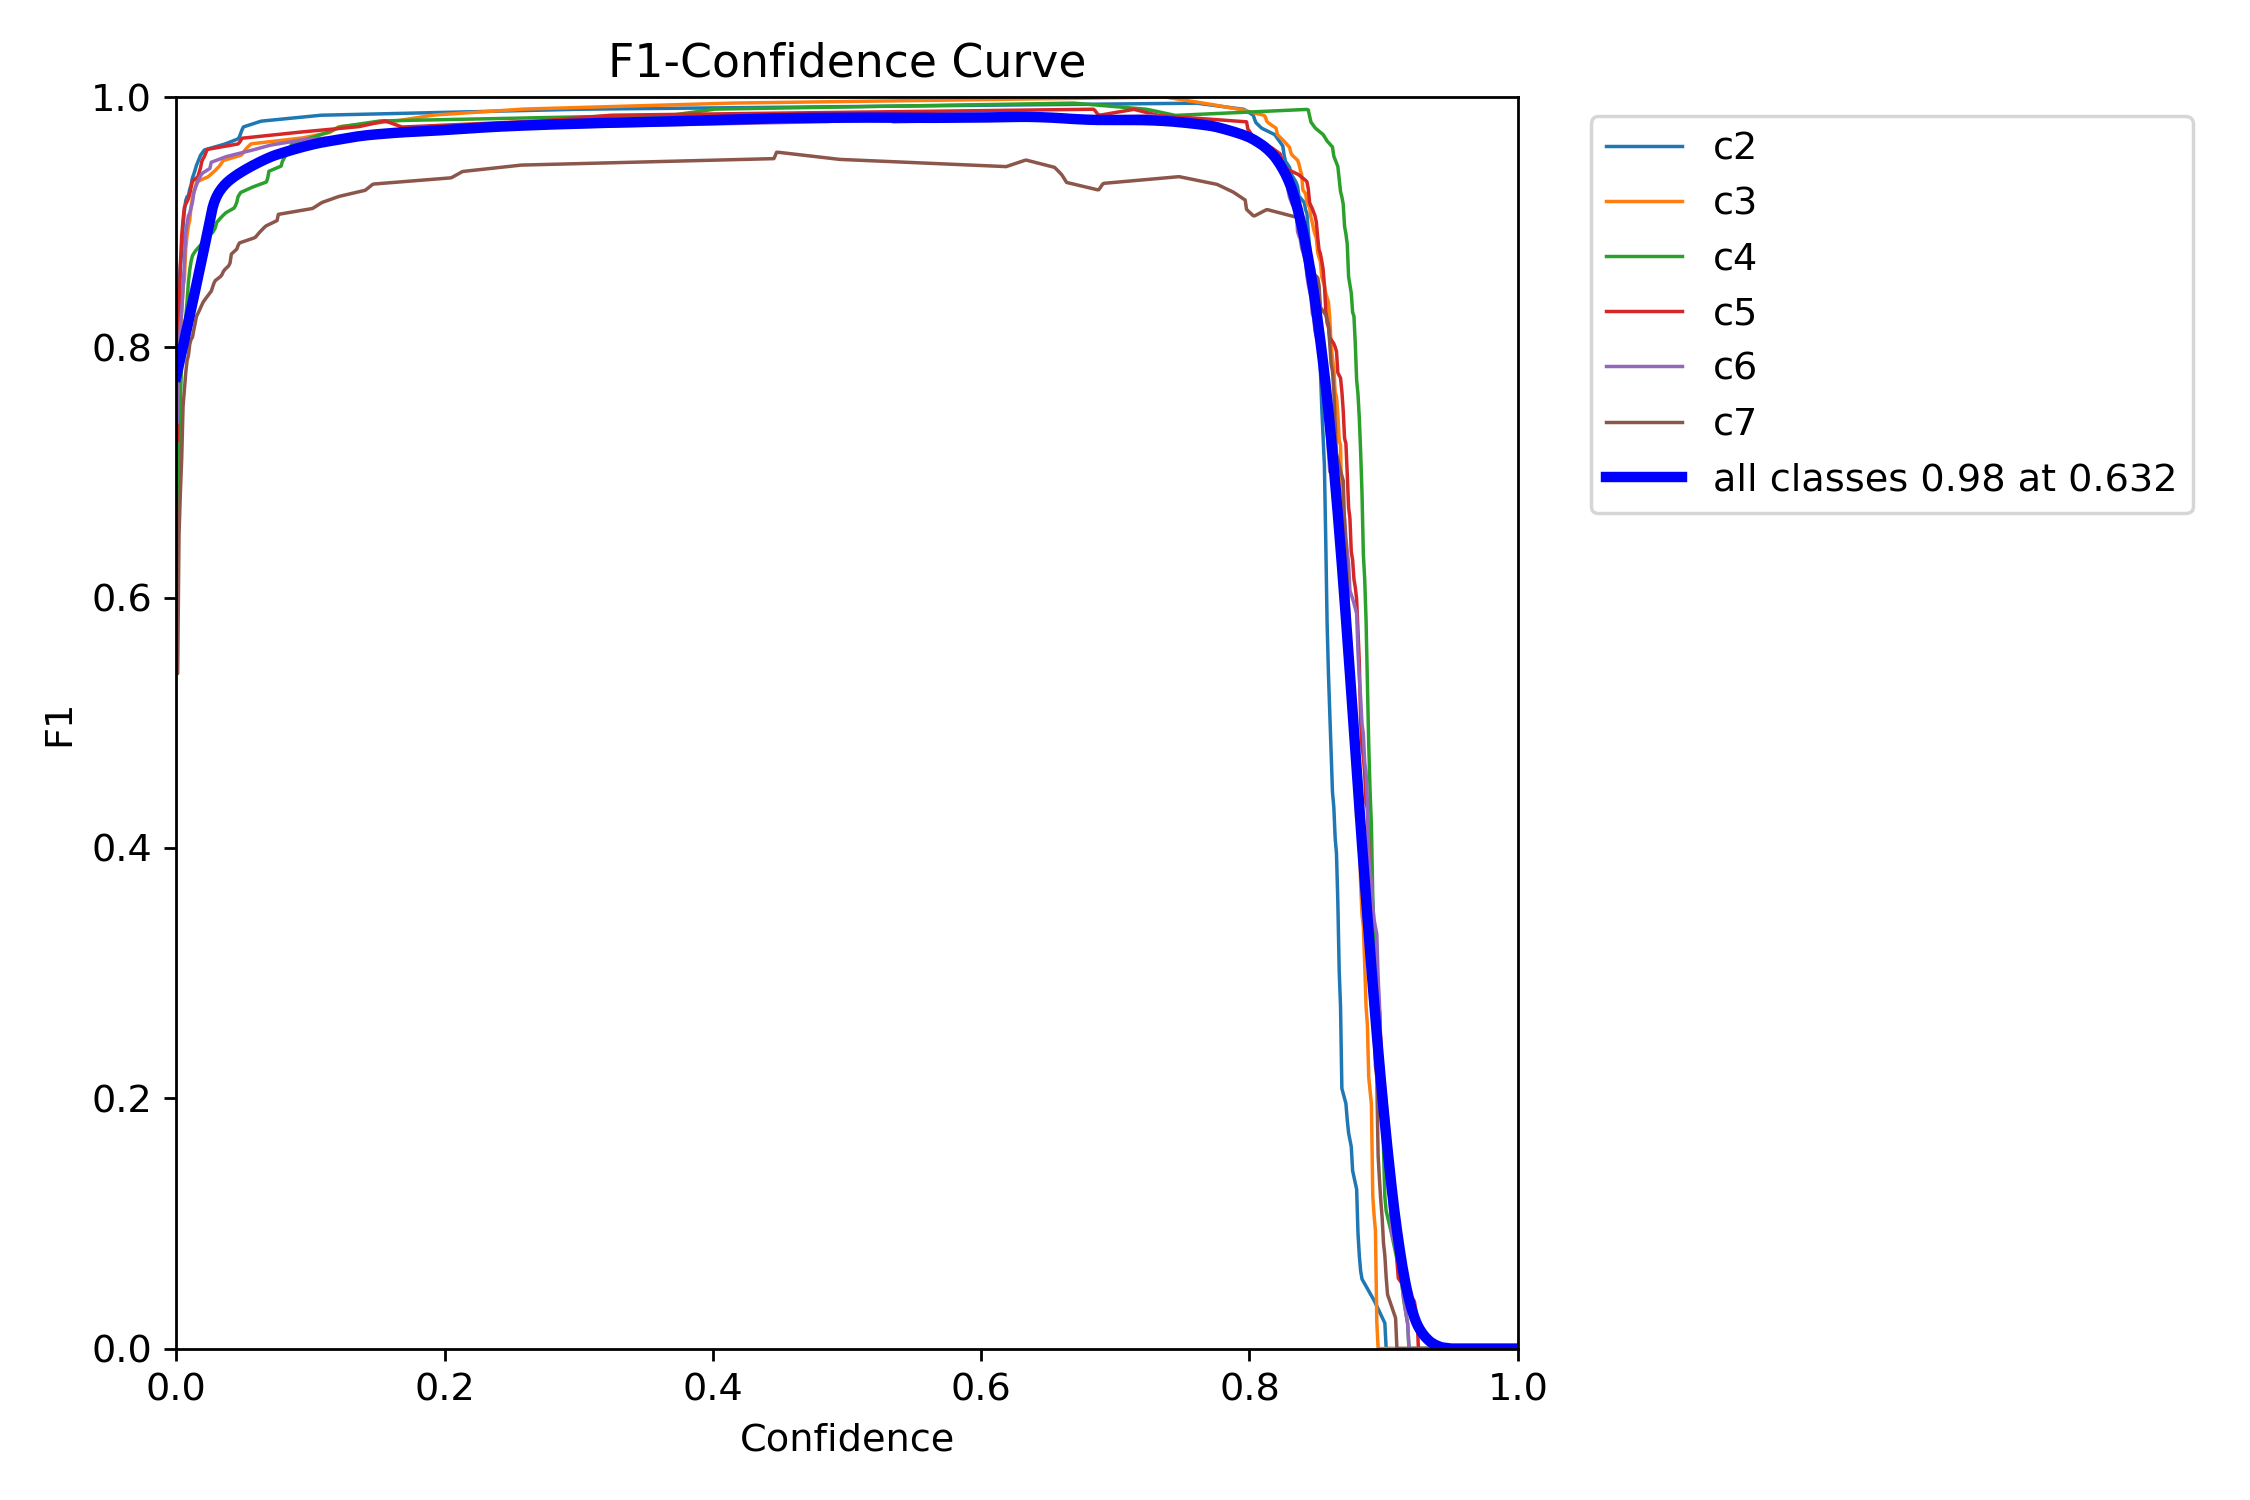 F1-Confidence Curve
1.0
0.8
0.6
0.4
0.2
0.0
F1
0.0 0.2 0.4 0.6 0.8 1.0
Confidence
c2
c3
c4
c5
c6
c7
all classes 0.98 at 0.632